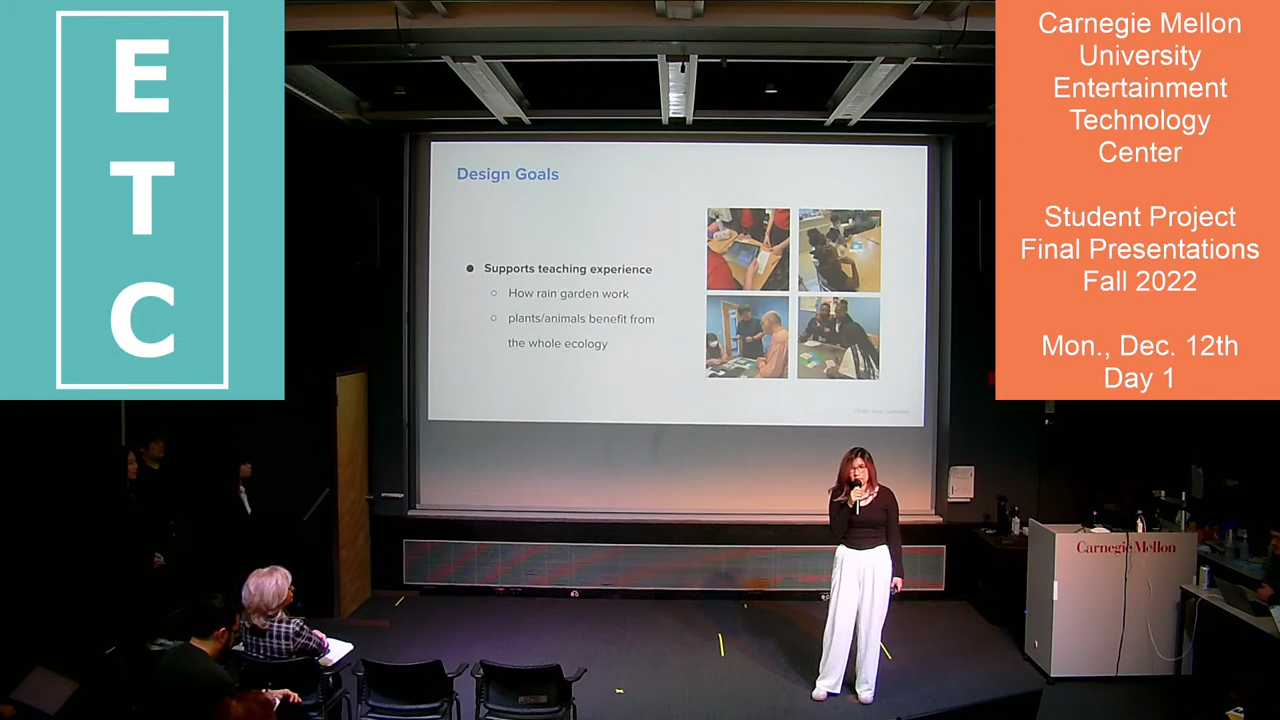 E
T
C
Design Goals
Supports teaching experience
How rain garden work
plants/animals benefit from
the whole ecology
Carnegie Mellon
Carnegie Mellon
University
Entertainment
Technology
Center
Student Project
Final Presentations
Fall 2022
Mon., Dec. 12th
Day 1